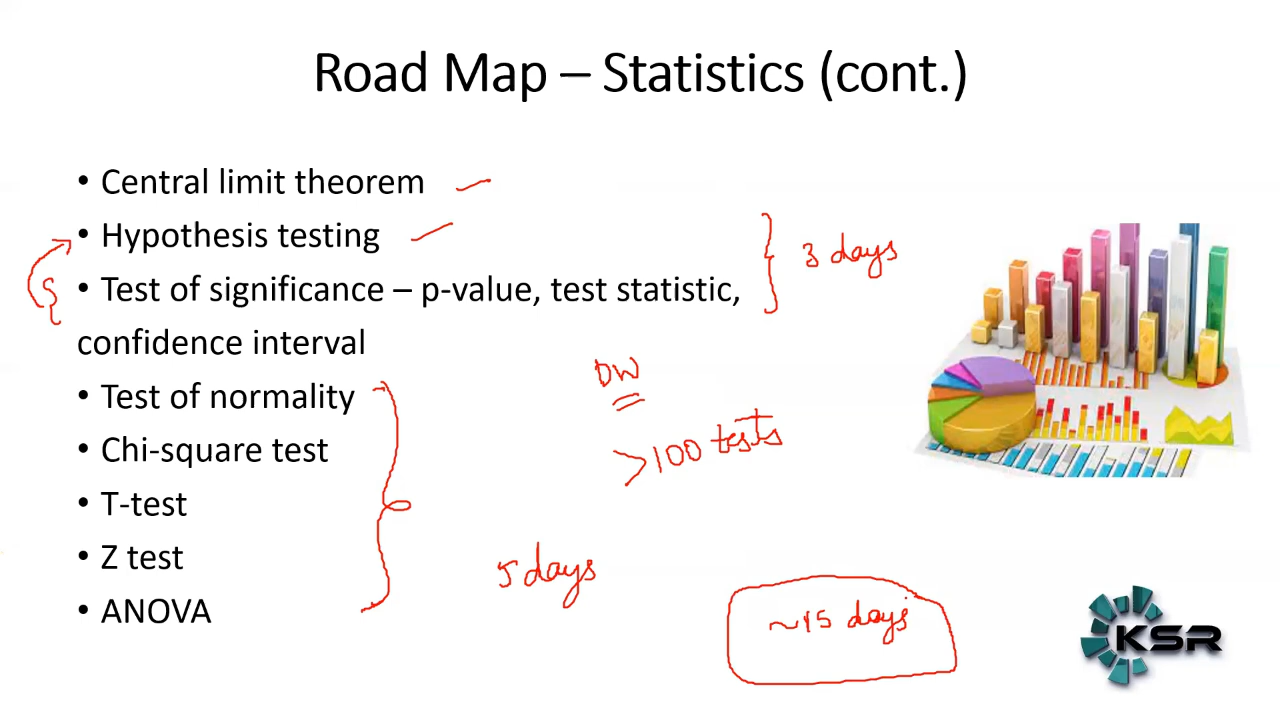 Road Map – Statistics (cont.)
• Central limit theorem
• Hypothesis testing
3 days
• Test of significance – p-value, test statistic,
confidence interval
DW
• Test of normality
>100 tests
• Chi-square test
• T-test
• Z test
5 days
• ANOVA
~15 days
KSR